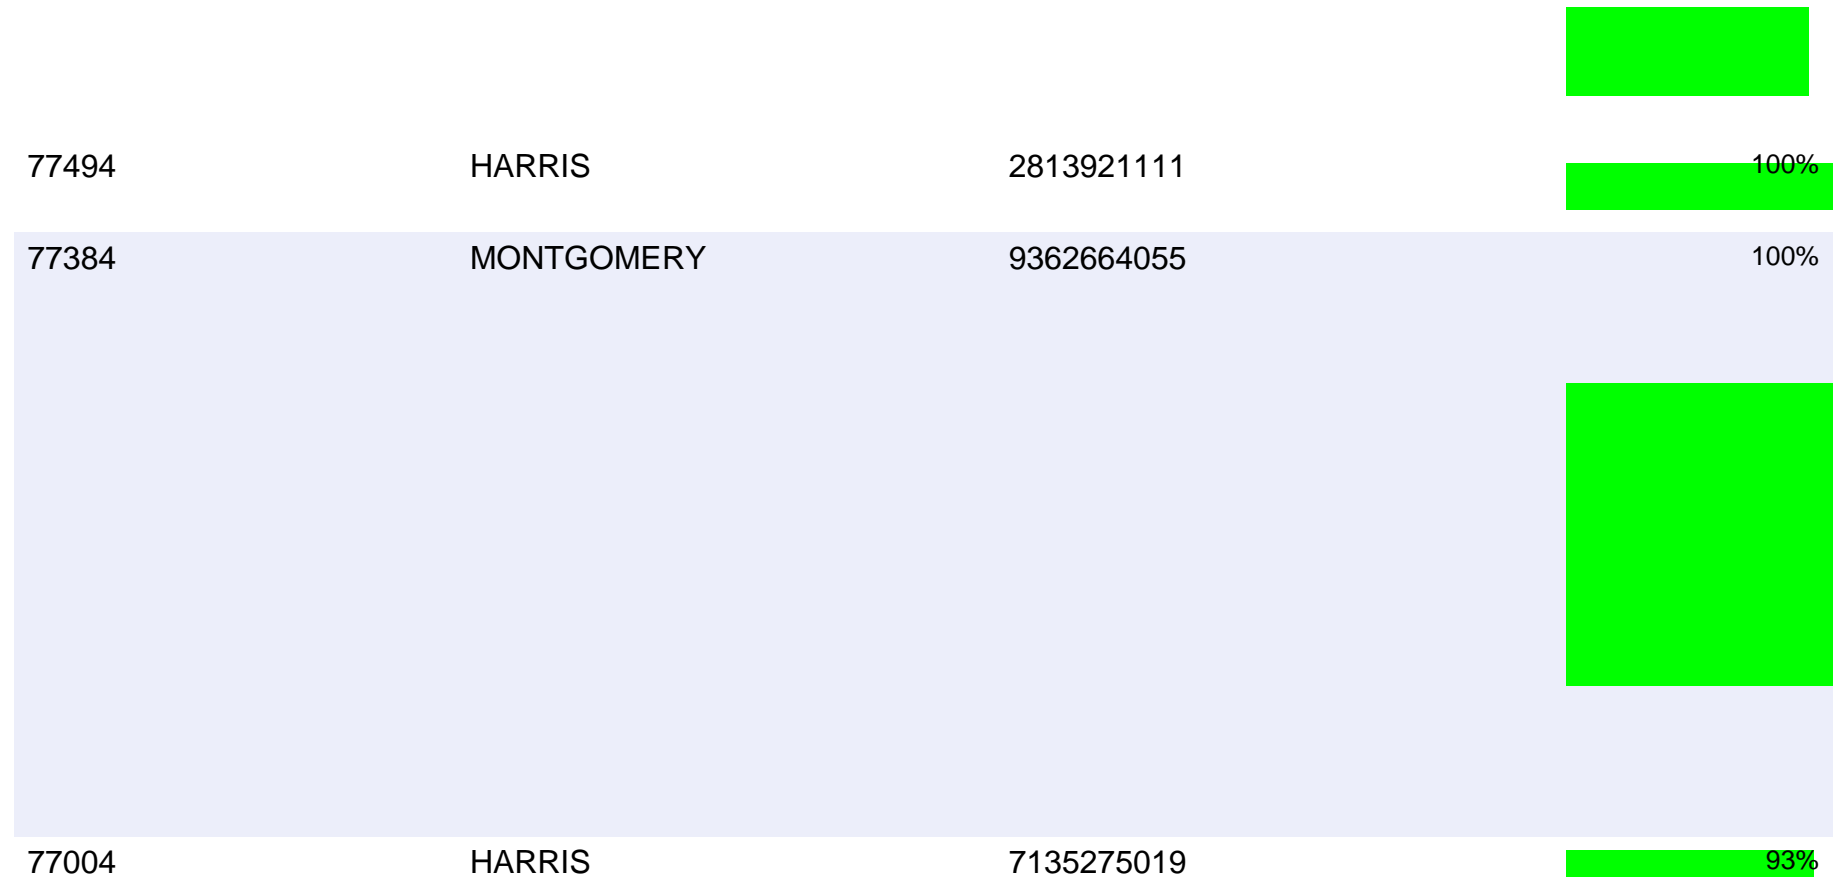 77494 HARRIS 2813921111 100%
77384 MONTGOMERY 9362664055 100%
77004 HARRIS 7135275019 93%